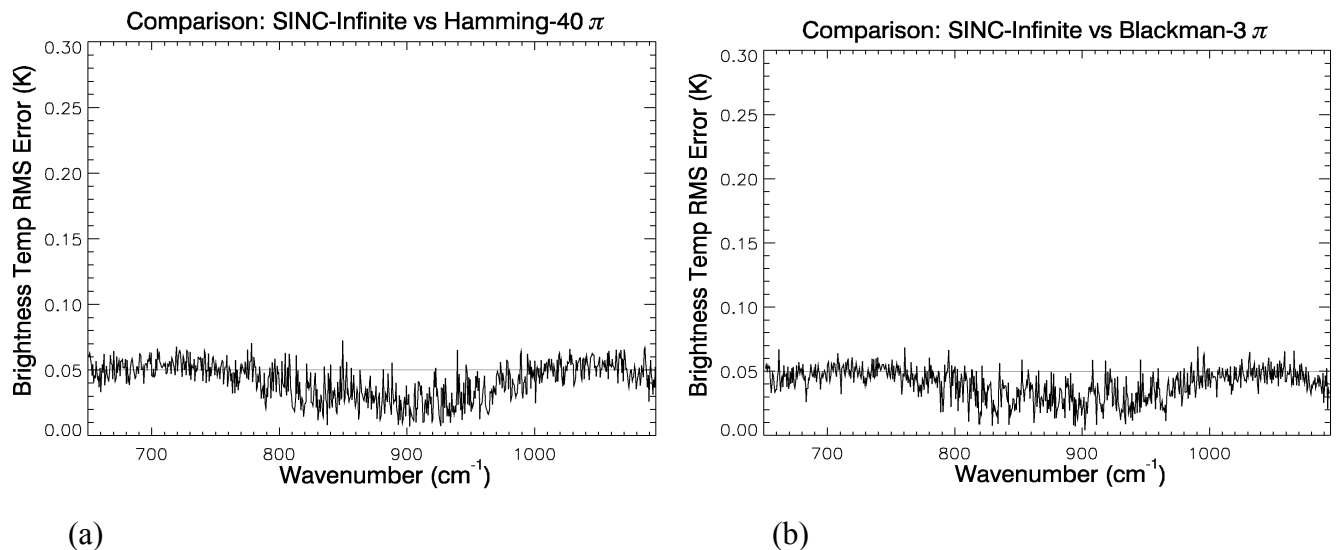 Comparison: SINC-Infinite vs Hamming-40 π
Brightness Temp RMS Error (K)
0.30
0.25
0.20
0.15
0.10
0.05
0.00
700 800 900 1000
Wavenumber (cm⁻¹)
(a)
Comparison: SINC-Infinite vs Blackman-3 π
Brightness Temp RMS Error (K)
0.30
0.25
0.20
0.15
0.10
0.05
0.00
700 800 900 1000
Wavenumber (cm⁻¹)
(b)